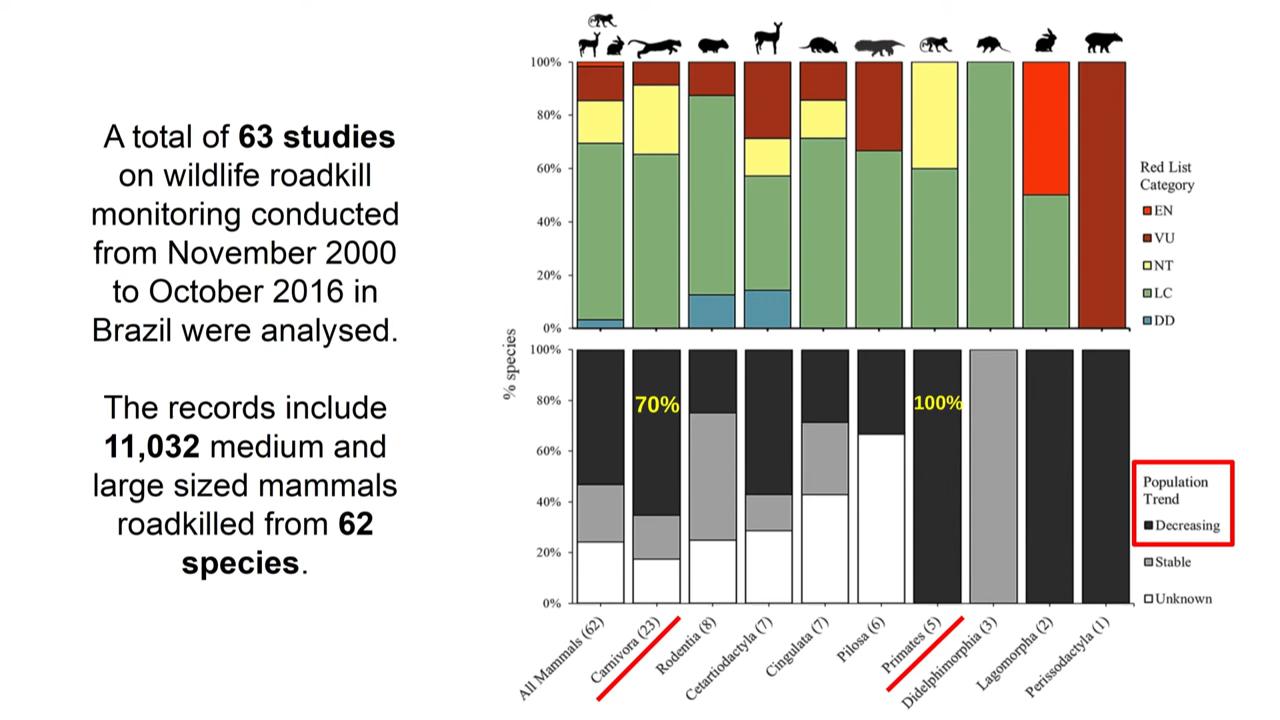 A total of 63 studies
on wildlife roadkill
monitoring conducted
from November 2000
to October 2016 in
Brazil were analysed.
The records include
11,032 medium and
large sized mammals
roadkilled from 62
species.
% species
100%
80%
60%
40%
20%
0%
Red List
Category
EN
VU
NT
LC
DD
100%
80%
60%
40%
20%
0%
70%
100%
Population
Trend
Decreasing
Stable
Unknown
All Mammals (62)
Carnivora (23)
Rodentia (8)
Cetartiodactyla (7)
Cingulata (7)
Pilosa (6)
Primates (5)
Didelphimorphia (3)
Lagomorpha (2)
Perissodactyla (1)